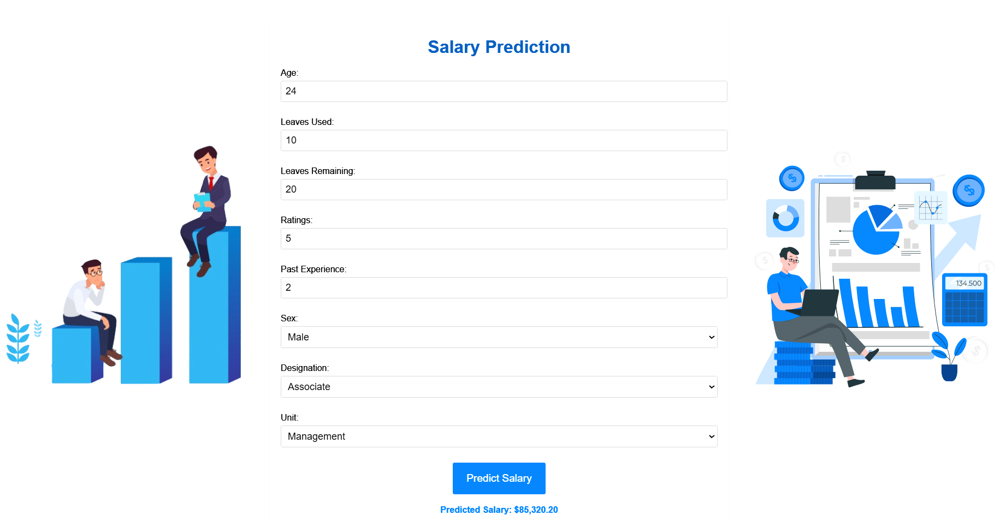 Salary Prediction
Age:
24
Leaves Used:
10
Leaves Remaining:
20
Ratings:
5
Past Experience:
2
Sex:
Male
Designation:
Associate
Unit:
Management
Predict Salary
Predicted Salary: $85,320.20
$
$
$
$
134.500
$
$